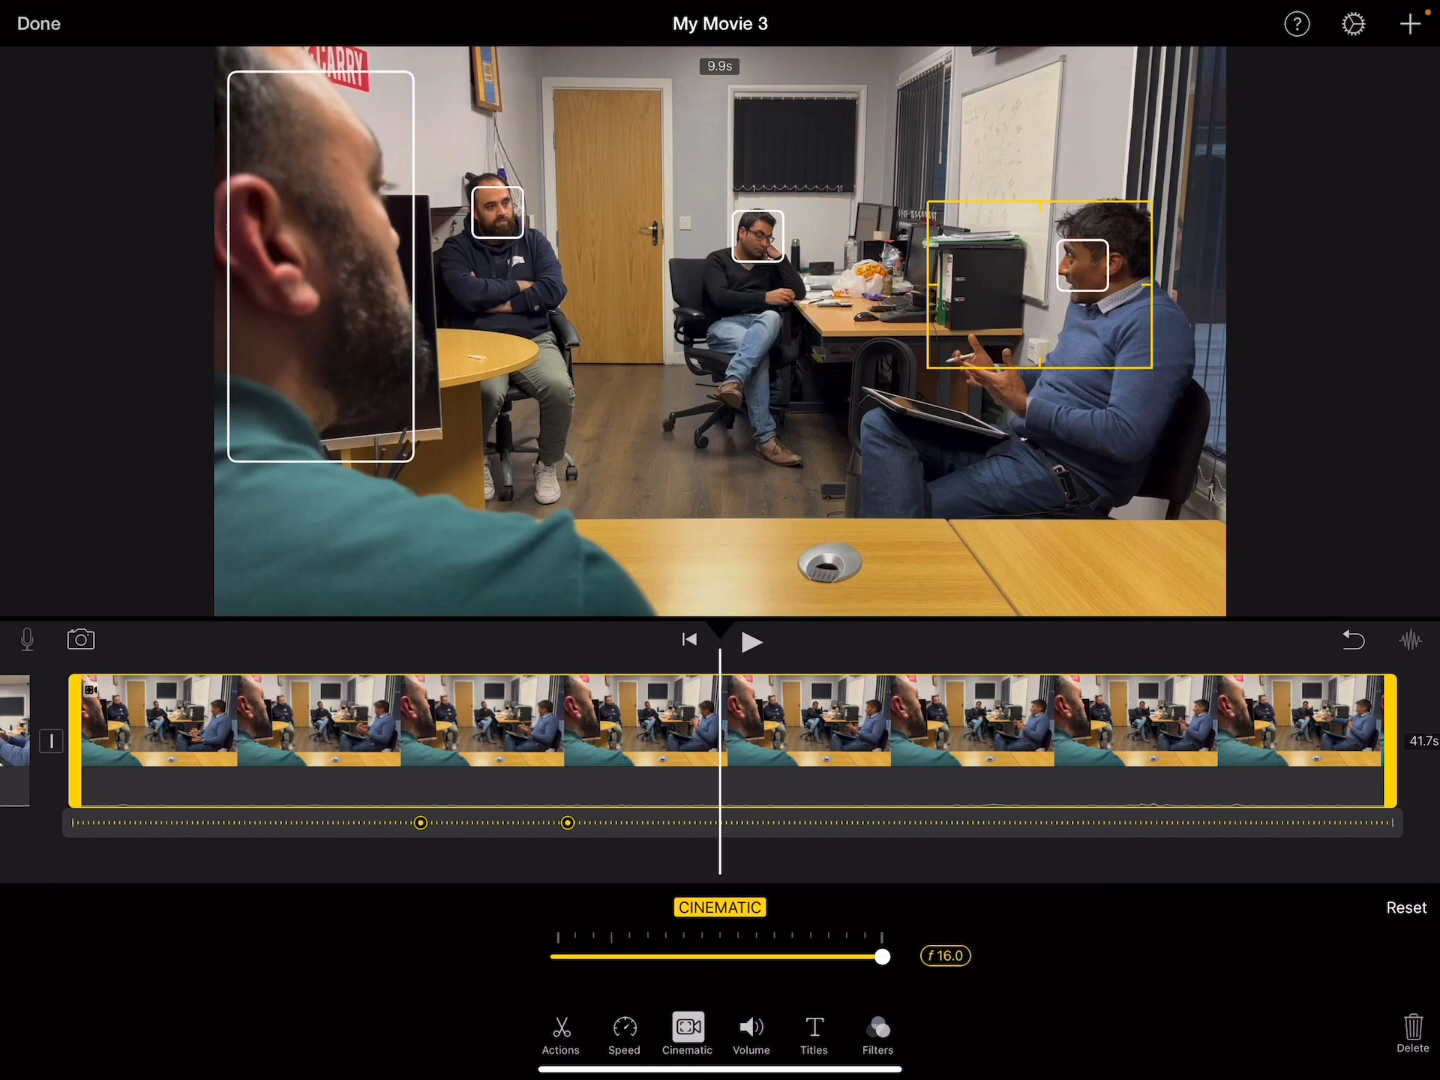 Done
My Movie 3
?
CARRY
9.9s
41.7s
CINEMATIC
Reset
f 16.0
Actions
Speed
Cinematic
Volume
Titles
Filters
Delete